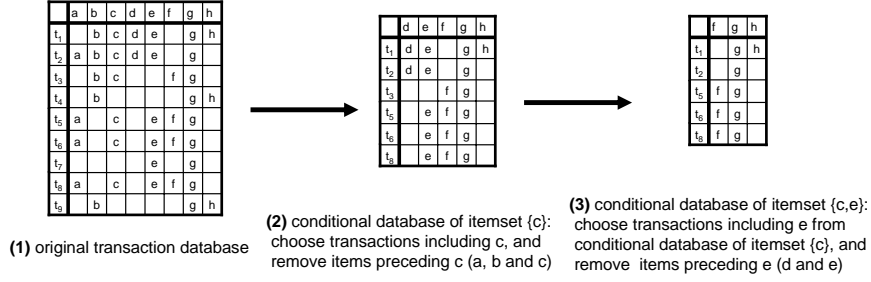 a b c d e f g h
t1 b c d e g h
t2 a b c d e g
t3 b c f g
t4 b g h
t5 a c e f g
t6 a c e f g
t7 e g
t8 a c e f g
t9 b g h
(1) original transaction database
d e f g h
t1 d e g h
t2 d e g
t3 f g
t5 e f g
t6 e f g
t8 e f g
(2) conditional database of itemset {c}:
choose transactions including c, and
remove items preceding c (a, b and c)
f g h
t1 g h
t2 g
t5 f g
t6 f g
t8 f g
(3) conditional database of itemset {c,e}:
choose transactions including e from
conditional database of itemset {c}, and
remove items preceding e (d and e)